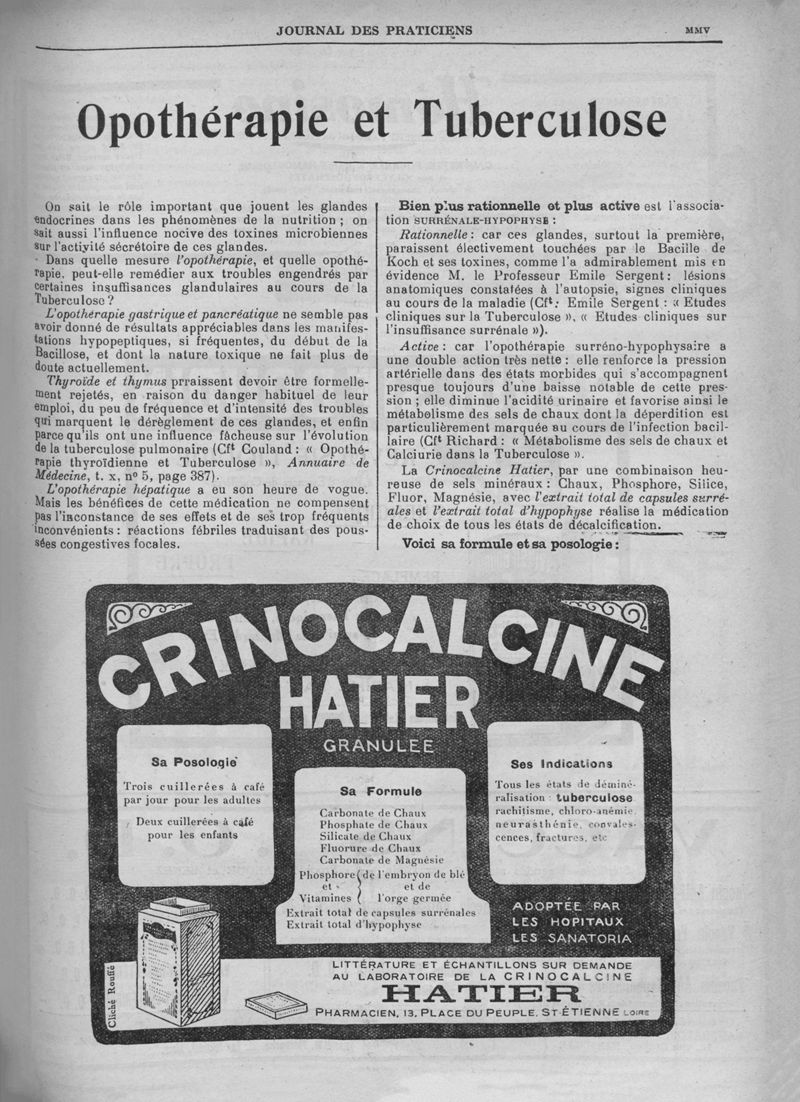 JOURNAL DES PRATICIENS
MMV
Opothérapie et Tuberculose
On sait le rôle important que jouent les glandes
endocrines dans les phénomènes de la nutrition ; on
sait aussi l'influence nocive des toxines microbiennes
sur l'activité sécrétoire de ces glandes.
Dans quelle mesure l'opothérapie, et quelle opothé-
rapie, peut-elle remédier aux troubles engendrés par
certaines insuffisances glandulaires au cours de la
Tuberculose ?
L'opothérapie gastrique et pancréatique ne semble pas
avoir donné de résultats appréciables dans les manifes-
tations hypopeptiques, si fréquentes, du début de la
Bacillose, et dont la nature toxique ne fait plus de
doute actuellement.
Thyroïde et thymus prraissent devoir être formelle-
ment rejetés, en raison du danger habituel de leur
emploi, du peu de fréquence et d'intensité des troubles
qui marquent le dérèglement de ces glandes, et enfin
parce qu'ils ont une influence fâcheuse sur l'évolution
de la tuberculose pulmonaire (Cft Couland : « Opothé-
rapie thyroïdienne et Tuberculose », Annuaire de
Médecine, t. x, n° 5, page 387).
L'opothérapie hépatique a eu son heure de vogue.
Mais les bénéfices de cette médication ne compensent
pas l'inconstance de ses effets et de ses trop fréquents
inconvénients : réactions fébriles traduisant des pous-
sées congestives focales.
Bien plus rationnelle et plus active est l'associa-
tion SURRÉNALE-HYPOPHYSE :
Rationnelle : car ces glandes, surtout la première,
paraissent électivement touchées par le Bacille de
Koch et ses toxines, comme l'a admirablement mis en
évidence M. le Professeur Emile Sergent : lésions
anatomiques constatées à l'autopsie, signes cliniques
au cours de la maladie (Cft : Emile Sergent : « Etudes
cliniques sur la Tuberculose », « Etudes cliniques sur
l'insuffisance surrénale »).
Active : car l'opothérapie surréno-hypophysaire a
une double action très nette : elle renforce la pression
artérielle dans des états morbides qui s'accompagnent
presque toujours d'une baisse notable de cette pres-
sion ; elle diminue l'acidité urinaire et favorise ainsi le
métabolisme des sels de chaux dont la déperdition est
particulièrement marquée au cours de l'infection bacil-
laire (Cft Richard : « Métabolisme des sels de chaux et
Calciurie dans la Tuberculose ».
La Crinocalcine Hatier, par une combinaison heu-
reuse de sels minéraux : Chaux, Phosphore, Silice,
Fluor, Magnésie, avec l'extrait total de capsules surré-
ales et l'extrait total d'hypophyse réalise la médication
de choix de tous les états de décalcification.
Voici sa formule et sa posologie :
CRINOCALCINE
HATIER
GRANULÉE
Sa Posologie
Trois cuillerées à café
par jour pour les adultes
Deux cuillerées à café
pour les enfants
Sa Formule
Carbonate de Chaux
Phosphate de Chaux
Silicate de Chaux
Fluorure de Chaux
Carbonate de Magnésie
Phosphore ( de l'embryon de blé
et et de
Vitamines ( l'orge germée
Extrait total de capsules surrénales
Extrait total d'hypophyse
Ses Indications
Tous les états de déminé-
ralisation : tuberculose
rachitisme, chloro-anémie,
neurasthénie, convales-
cences, fractures, etc
ADOPTÉE PAR
LES HOPITAUX
LES SANATORIA
Cliché Rouffé
LITTÉRATURE ET ÉCHANTILLONS SUR DEMANDE
AU LABORATOIRE DE LA CRINOCALCINE
HATIER
PHARMACIEN, 13, PLACE DU PEUPLE, ST-ÉTIENNE LOIRE